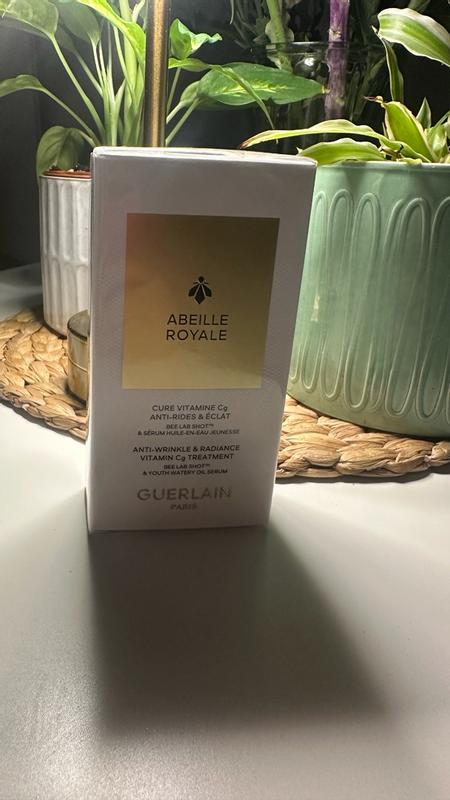 ABEILLE
ROYALE
CURE VITAMINE Cg
ANTI-RIDES & ÉCLAT
BEE LAB SHOT™
& SÉRUM HUILE-EN-EAU JEUNESSE
ANTI-WRINKLE & RADIANCE
VITAMIN Cg TREATMENT
BEE LAB SHOT™
& YOUTH WATERY OIL SERUM
GUERLAIN
PARIS